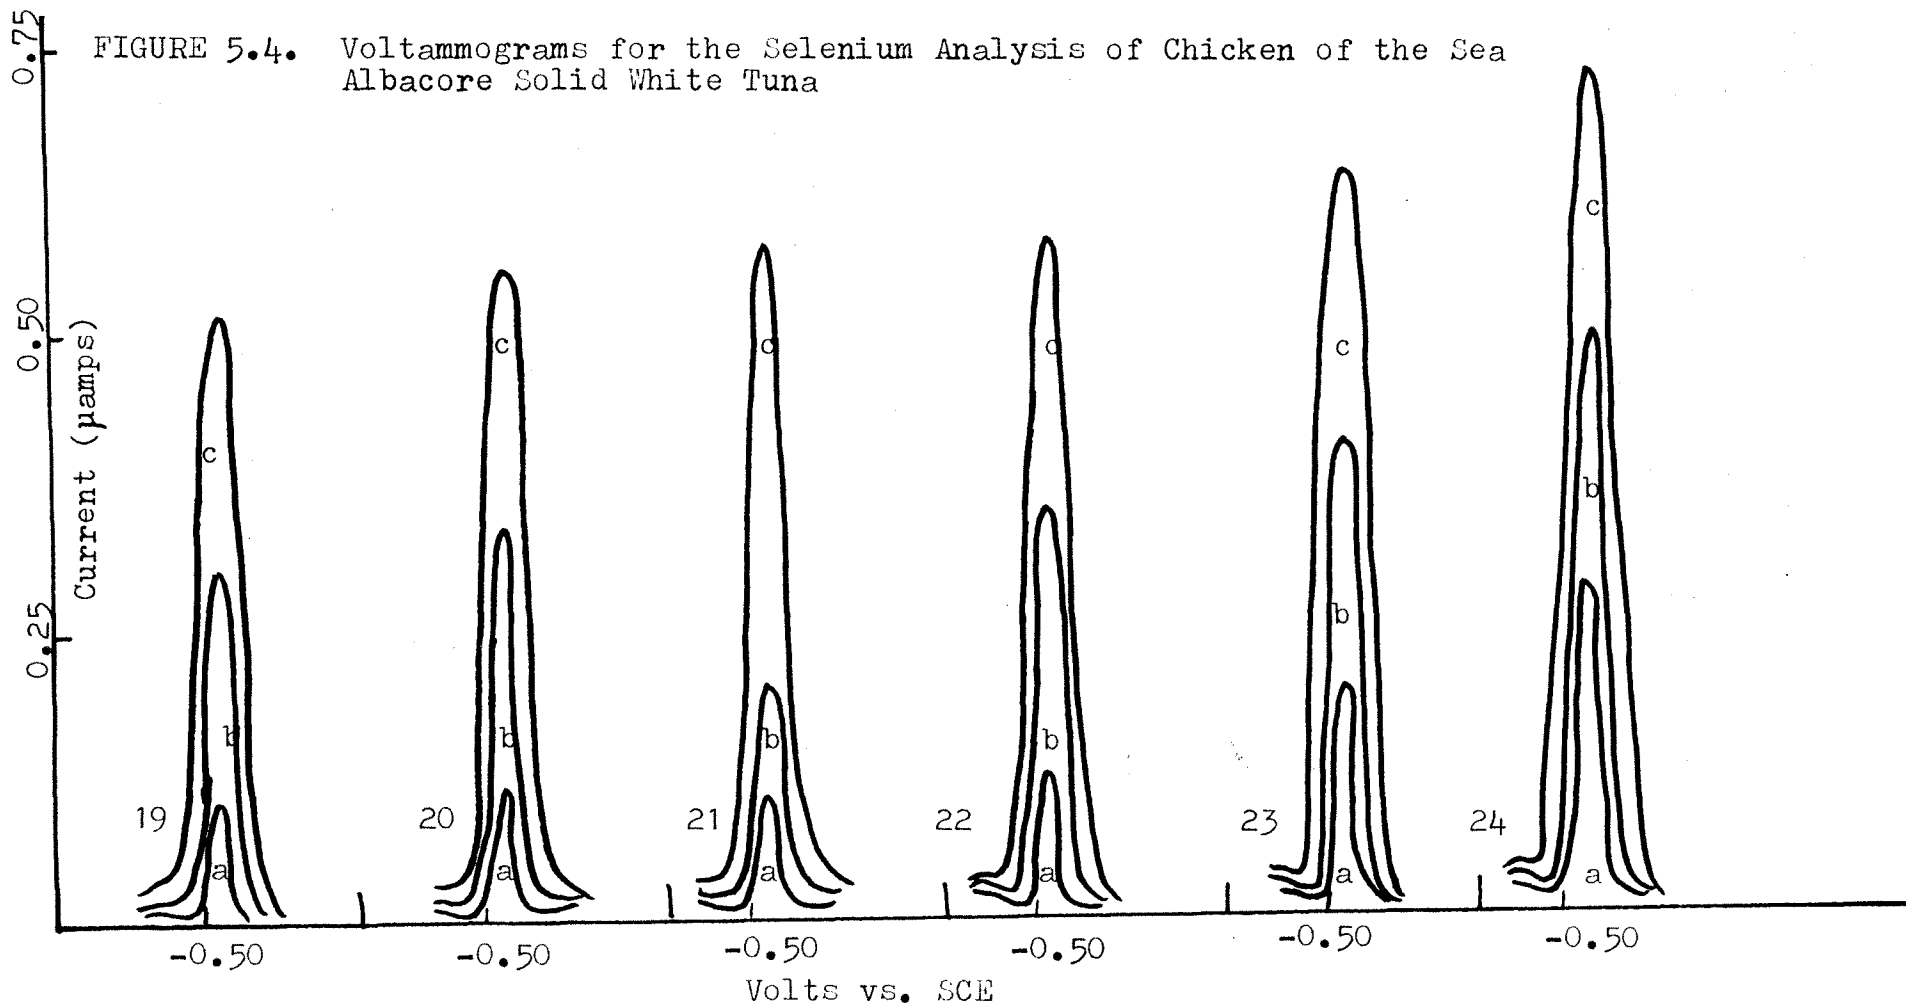 FIGURE 5.4. Voltammograms for the Selenium Analysis of Chicken of the Sea
Albacore Solid White Tuna
0.75
0.50
0.25
Current (µamps)
19
a
b
c
20
a
b
c
21
a
b
c
22
a
b
c
23
a
b
c
24
a
b
c
-0.50
-0.50
-0.50
-0.50
-0.50
-0.50
Volts vs. SCE